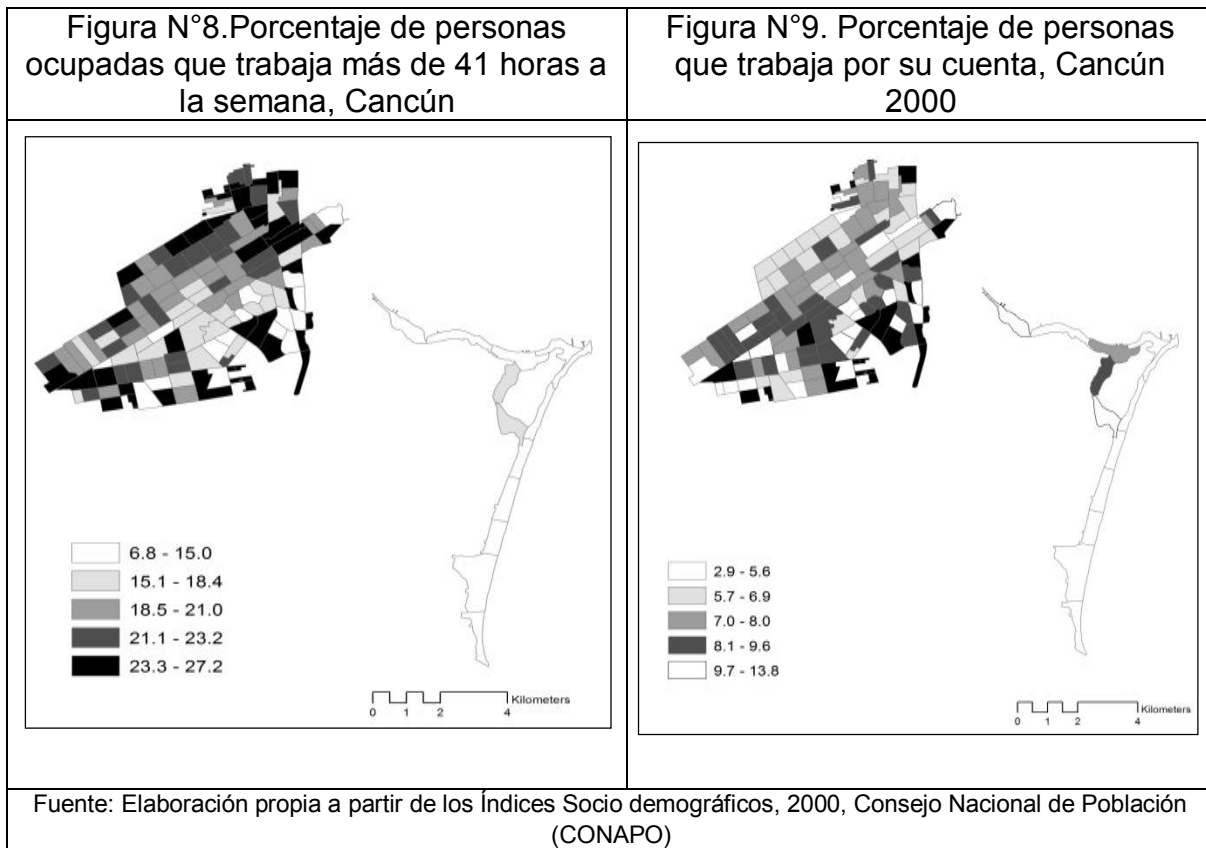 Figura N°8.Porcentaje de personas
ocupadas que trabaja más de 41 horas a
la semana, Cancún
Figura N°9. Porcentaje de personas
que trabaja por su cuenta, Cancún
2000
6.8 - 15.0
15.1 - 18.4
18.5 - 21.0
21.1 - 23.2
23.3 - 27.2
Kilometers
0 1 2 4
2.9 - 5.6
5.7 - 6.9
7.0 - 8.0
8.1 - 9.6
9.7 - 13.8
Kilometers
0 1 2 4
Fuente: Elaboración propia a partir de los Índices Socio demográficos, 2000, Consejo Nacional de Población
(CONAPO)